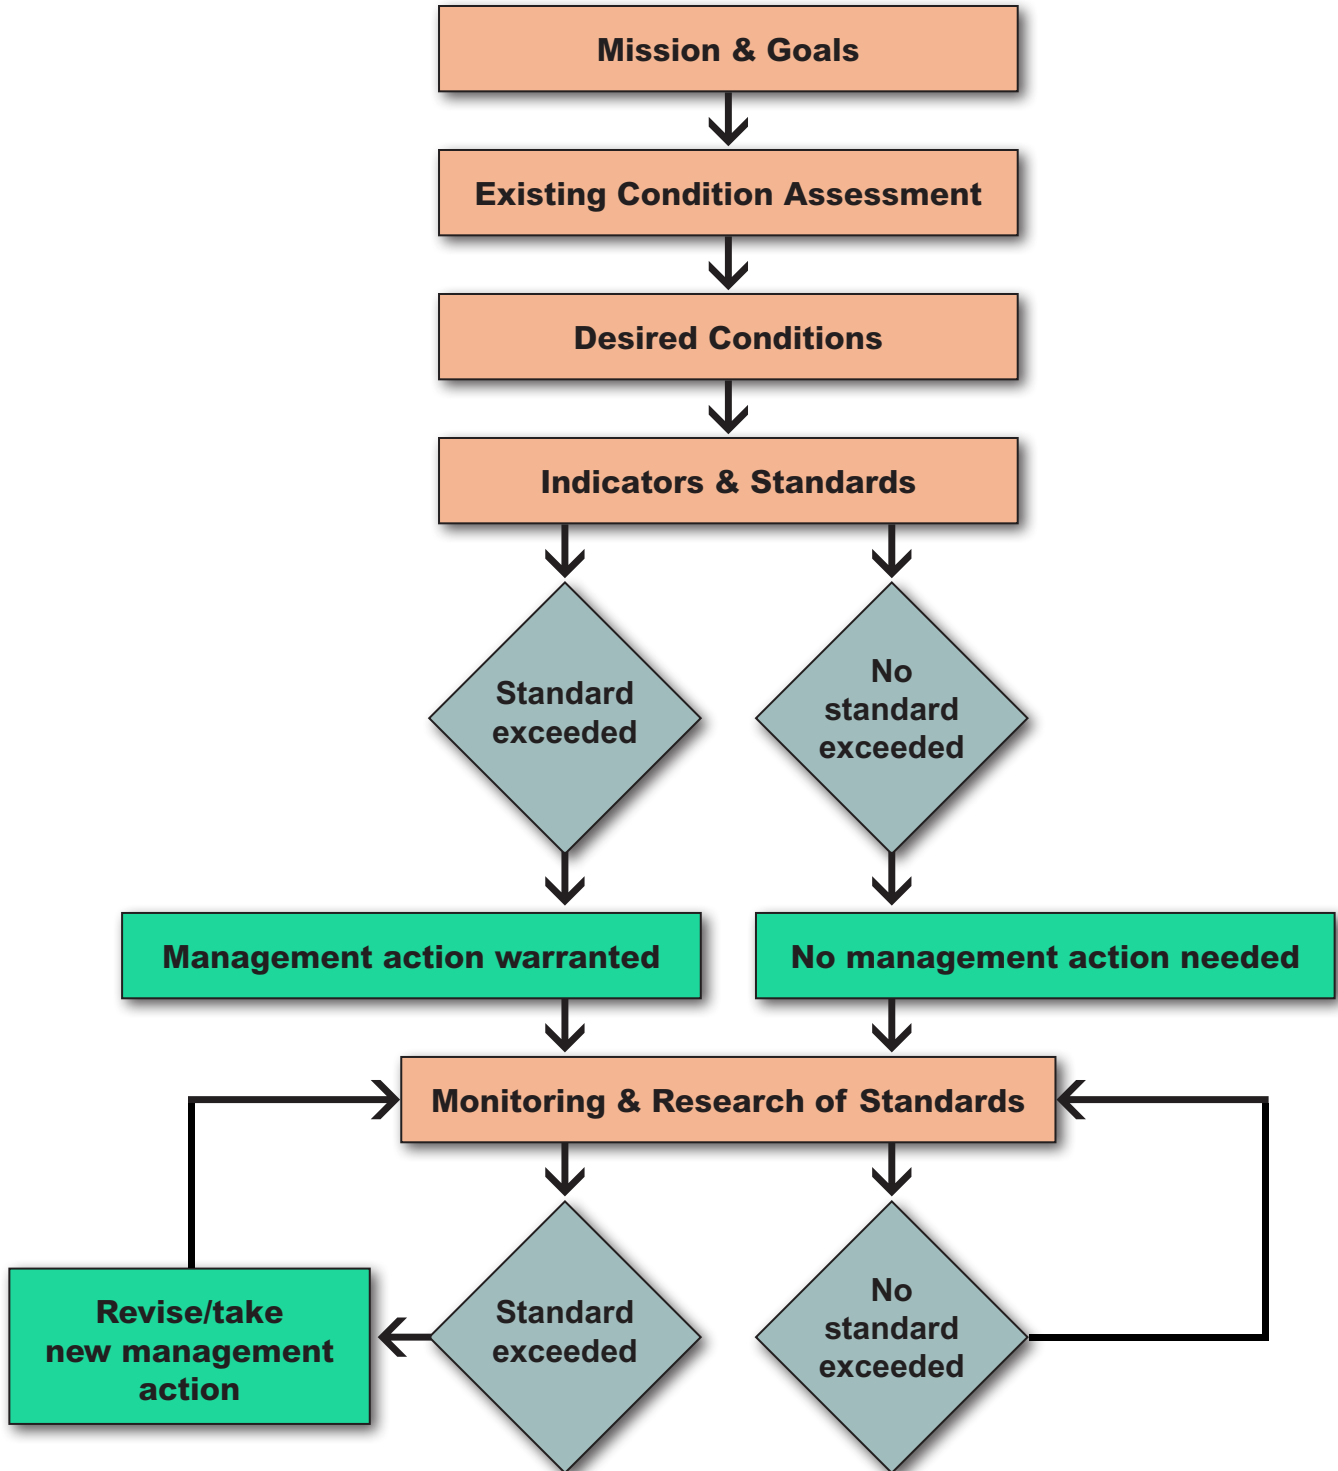 Mission & Goals
Existing Condition Assessment
Desired Conditions
Indicators & Standards
Standard
exceeded
No
standard
exceeded
Management action warranted
No management action needed
Monitoring & Research of Standards
Revise/take
new management
action
Standard
exceeded
No
standard
exceeded